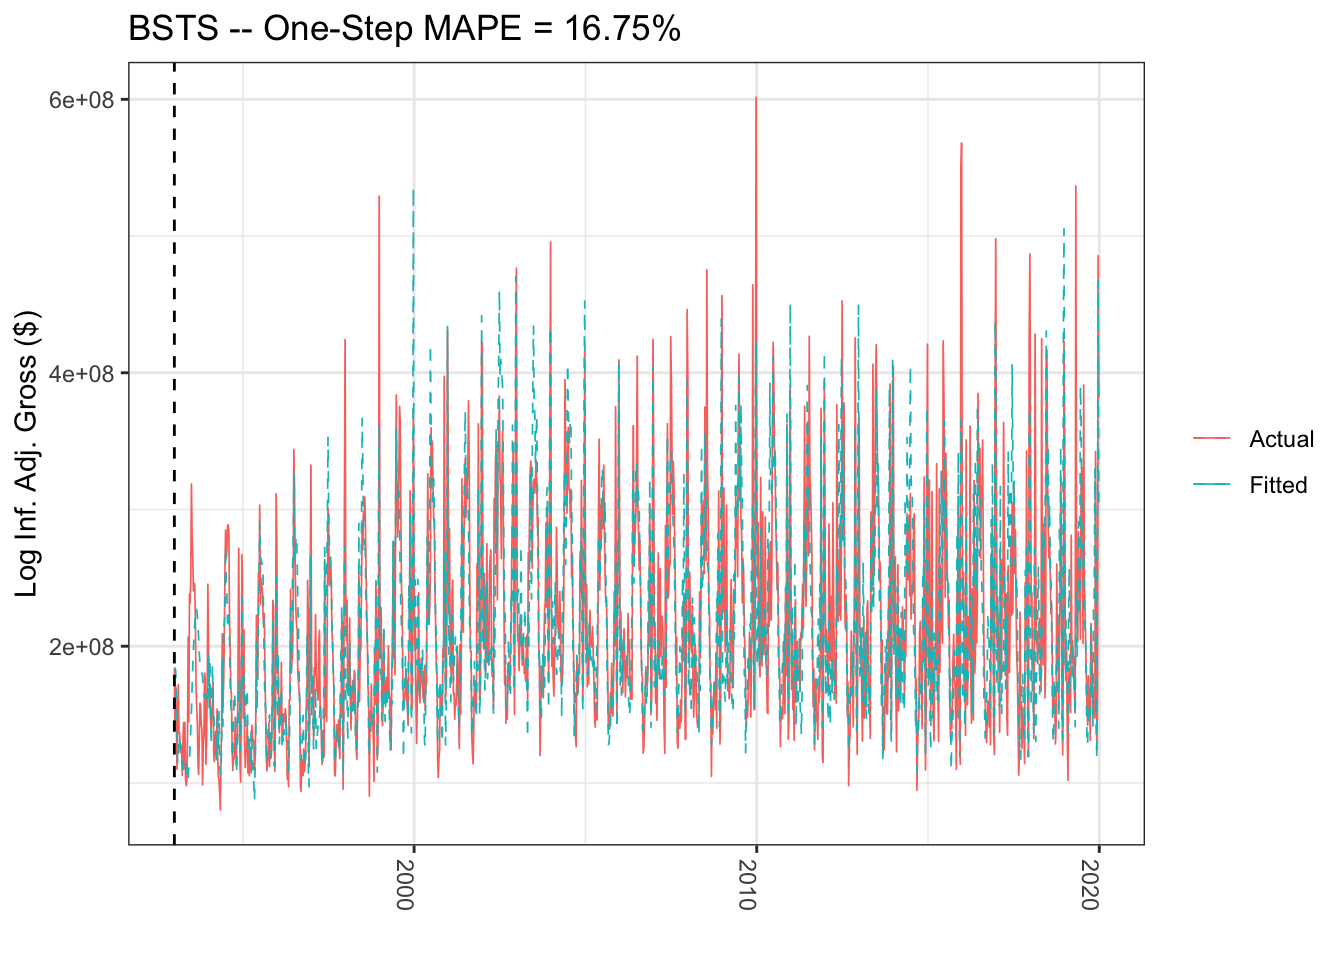 BSTS -- One-Step MAPE = 16.75%
6e+08
4e+08
2e+08
Log Inf. Adj. Gross ($)
2000
2010
2020
Actual
Fitted